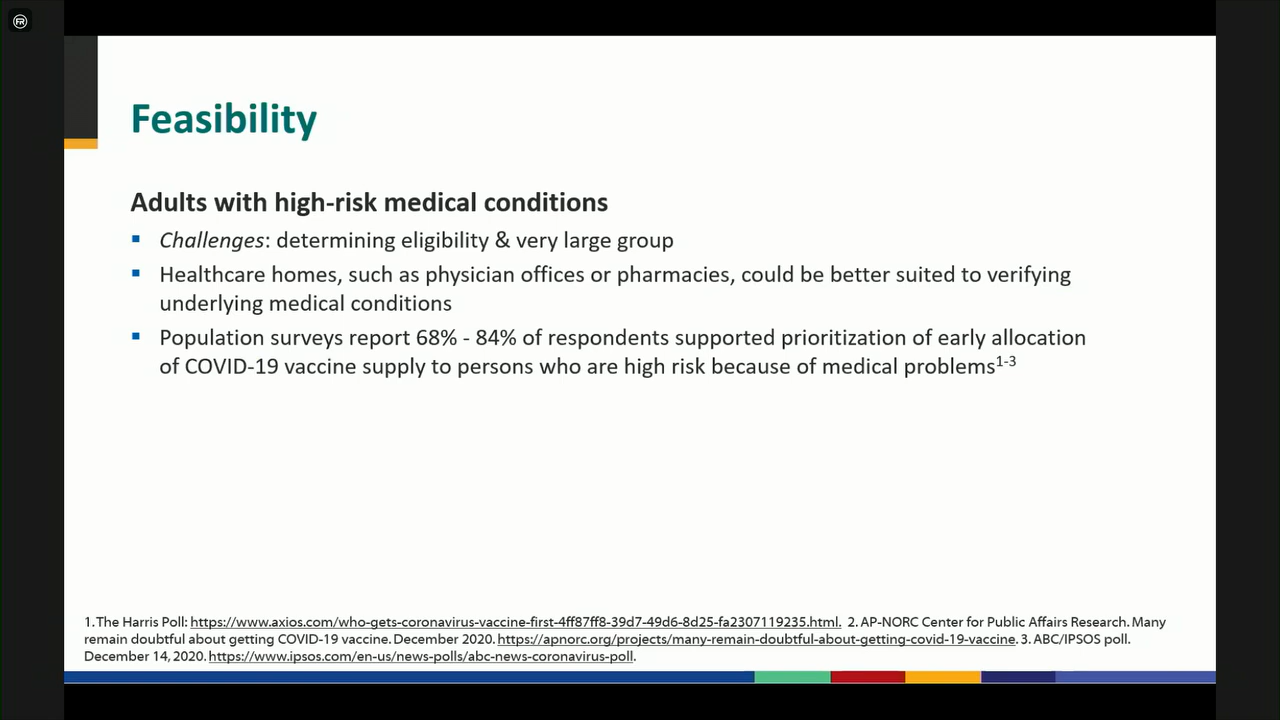 FR
Feasibility
Adults with high-risk medical conditions
▪ Challenges: determining eligibility & very large group
▪ Healthcare homes, such as physician offices or pharmacies, could be better suited to verifying
underlying medical conditions
▪ Population surveys report 68% - 84% of respondents supported prioritization of early allocation
of COVID-19 vaccine supply to persons who are high risk because of medical problems1-3
1. The Harris Poll: https://www.axios.com/who-gets-coronavirus-vaccine-first-4ff87ff8-39d7-49d6-8d25-fa2307119235.html. 2. AP-NORC Center for Public Affairs Research. Many
remain doubtful about getting COVID-19 vaccine. December 2020. https://apnorc.org/projects/many-remain-doubtful-about-getting-covid-19-vaccine. 3. ABC/IPSOS poll.
December 14, 2020. https://www.ipsos.com/en-us/news-polls/abc-news-coronavirus-poll.